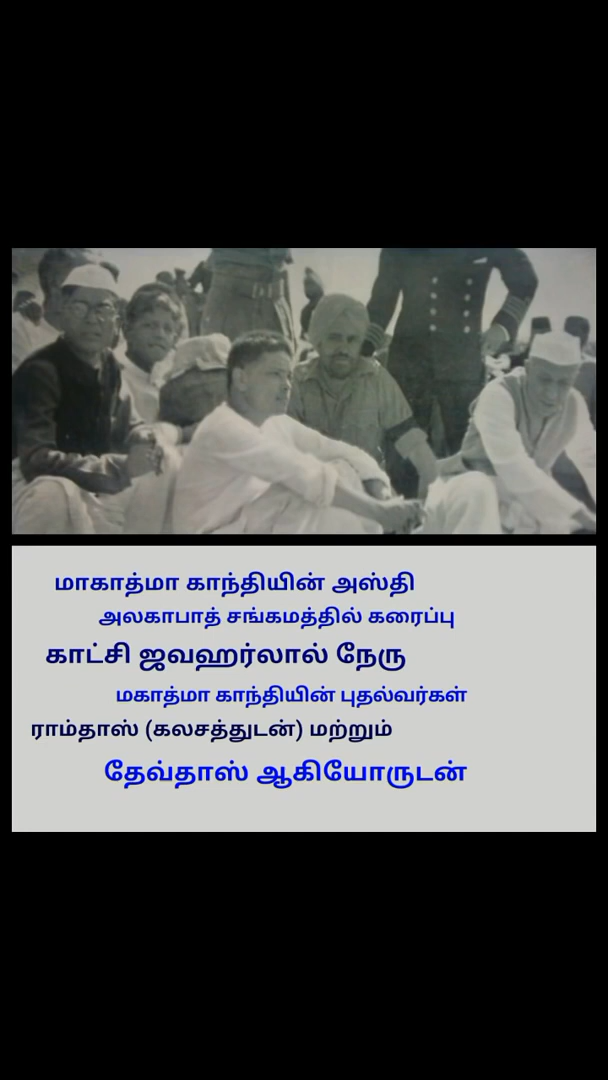 மாகாத்மா காந்தியின் அஸ்தி
அலகாபாத் சங்கமத்தில் கரைப்பு
காட்சி ஜவஹர்லால் நேரு
மகாத்மா காந்தியின் புதல்வர்கள்
ராம்தாஸ் (கலசத்துடன்) மற்றும்
தேவ்தாஸ் ஆகியோருடன்